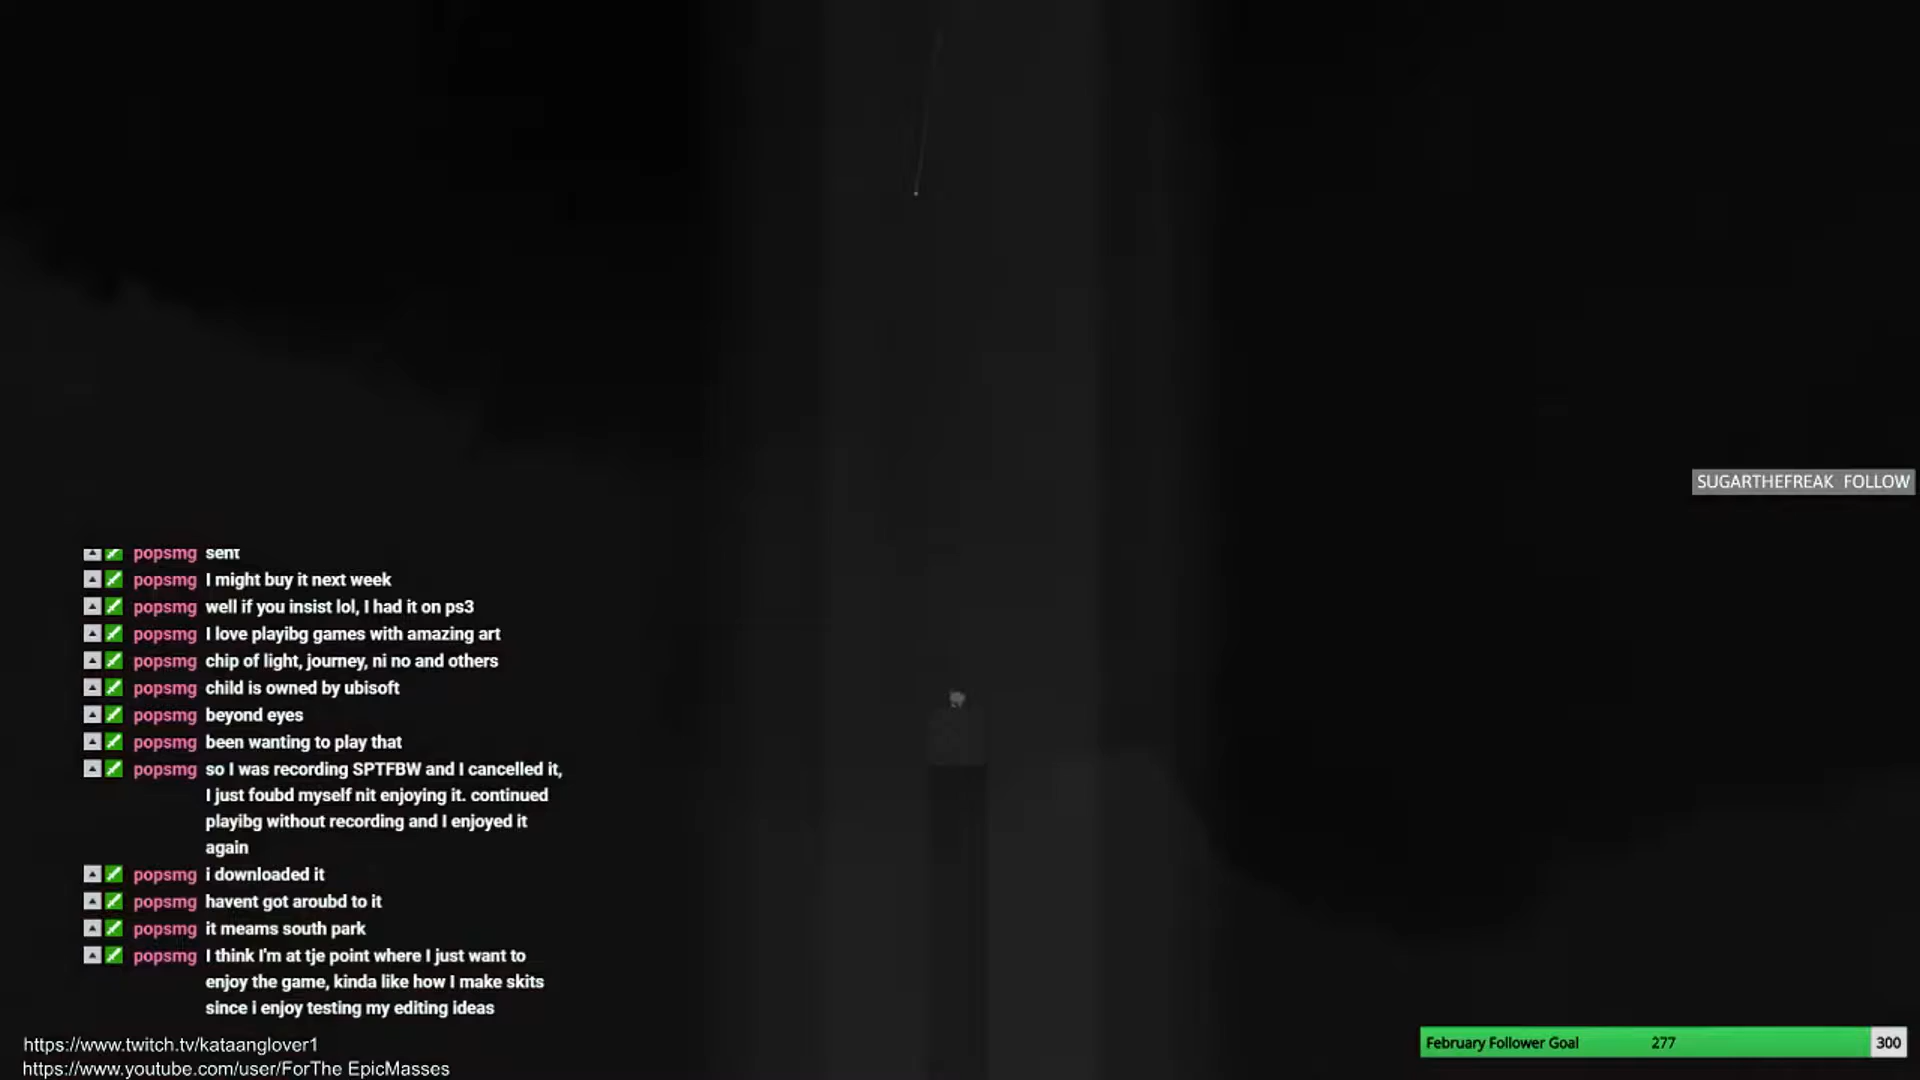 SUGARTHEFREAK FOLLOW
popsmg sent
popsmg I might buy it next week
popsmg well if you insist lol, I had it on ps3
popsmg I love playibg games with amazing art
popsmg chip of light, journey, ni no and others
popsmg child is owned by ubisoft
popsmg beyond eyes
popsmg been wanting to play that
popsmg so I was recording SPTFBW and I cancelled it,
I just foubd myself nit enjoying it. continued
playibg without recording and I enjoyed it
again
popsmg i downloaded it
popsmg havent got aroubd to it
popsmg it meams south park
popsmg I think I'm at tje point where I just want to
enjoy the game, kinda like how I make skits
since i enjoy testing my editing ideas
https://www.twitch.tv/kataanglover1
https://www.youtube.com/user/ForThe EpicMasses
February Follower Goal 277 300